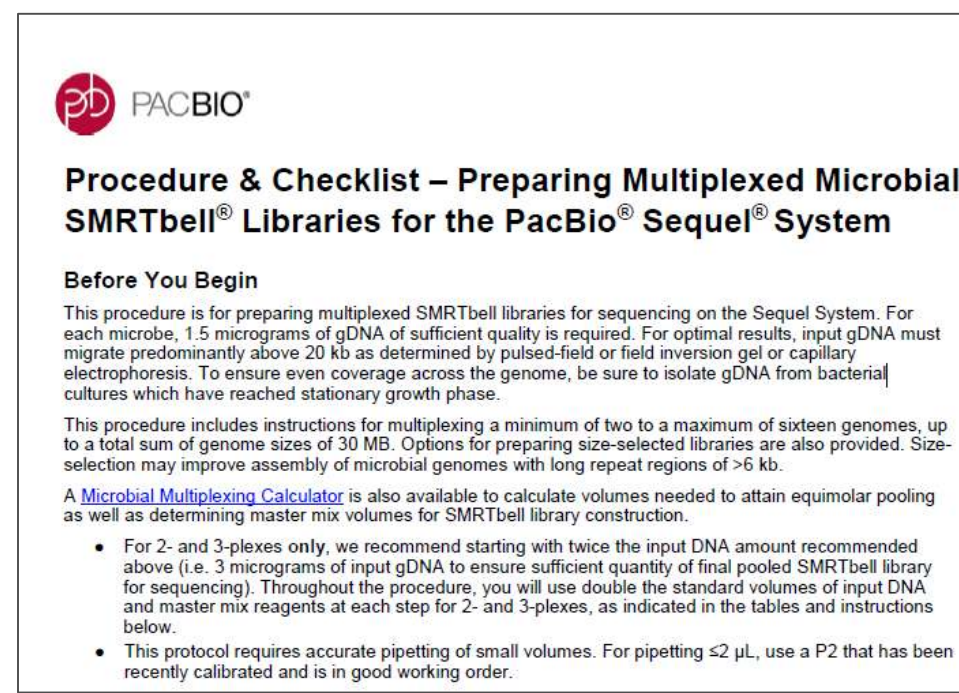 pb PACBIO®
Procedure & Checklist – Preparing Multiplexed Microbial
SMRTbell® Libraries for the PacBio® Sequel® System
Before You Begin
This procedure is for preparing multiplexed SMRTbell libraries for sequencing on the Sequel System. For
each microbe, 1.5 micrograms of gDNA of sufficient quality is required. For optimal results, input gDNA must
migrate predominantly above 20 kb as determined by pulsed-field or field inversion gel or capillary
electrophoresis. To ensure even coverage across the genome, be sure to isolate gDNA from bacterial
cultures which have reached stationary growth phase.
This procedure includes instructions for multiplexing a minimum of two to a maximum of sixteen genomes, up
to a total sum of genome sizes of 30 MB. Options for preparing size-selected libraries are also provided. Size-
selection may improve assembly of microbial genomes with long repeat regions of >6 kb.
A Microbial Multiplexing Calculator is also available to calculate volumes needed to attain equimolar pooling
as well as determining master mix volumes for SMRTbell library construction.
• For 2- and 3-plexes only, we recommend starting with twice the input DNA amount recommended
above (i.e. 3 micrograms of input gDNA to ensure sufficient quantity of final pooled SMRTbell library
for sequencing). Throughout the procedure, you will use double the standard volumes of input DNA
and master mix reagents at each step for 2- and 3-plexes, as indicated in the tables and instructions
below.
• This protocol requires accurate pipetting of small volumes. For pipetting ≤2 µL, use a P2 that has been
recently calibrated and is in good working order.